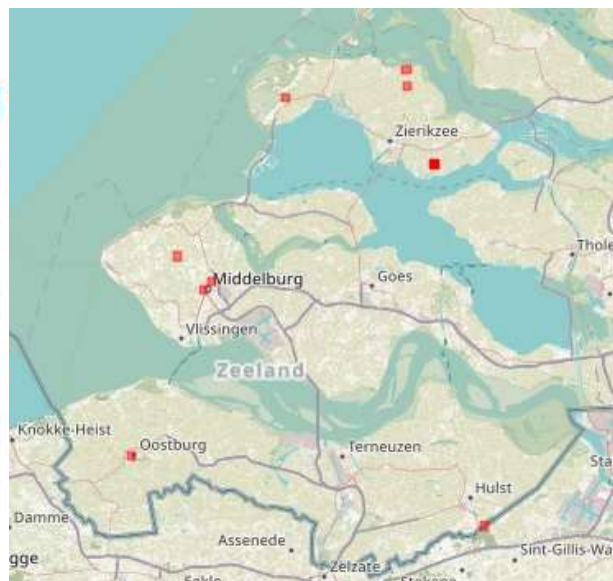 Zierikzee
Thole
Middelburg
Goes
Vlissingen
Zeeland
Knokke-Heist
Oostburg
Terneuzen
Sta
Hulst
Damme
Assenede
Sint-Gillis-Wa
gge
Zelzate